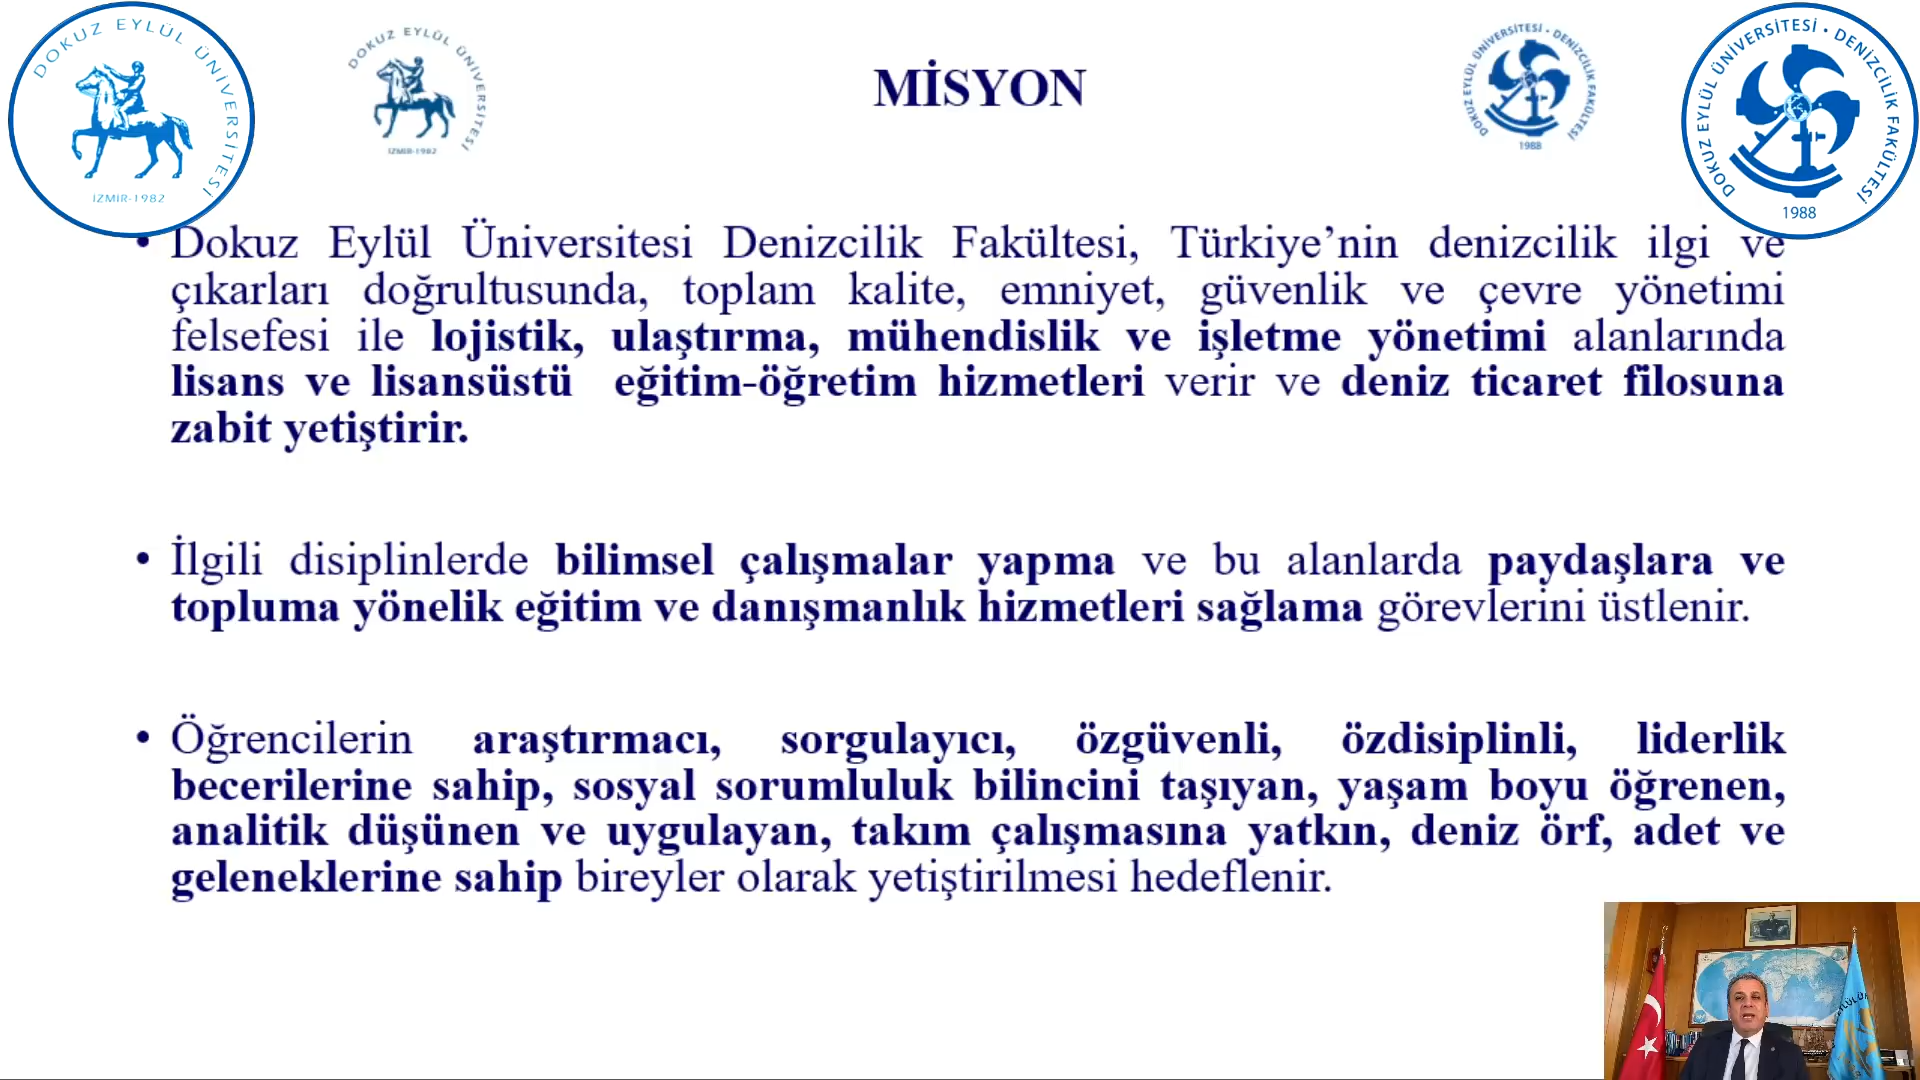 DOKUZ EYLÜL ÜNİVERSİTESİ
İZMİR-1982
DOKUZ EYLÜL ÜNİVERSİTESİ
İZMİR-1982
MİSYON
DOKUZ EYLÜL ÜNİVERSİTESİ • DENİZCİLİK FAKÜLTESİ
1988
DOKUZ EYLÜL ÜNİVERSİTESİ • DENİZCİLİK FAKÜLTESİ
1988
• Dokuz Eylül Üniversitesi Denizcilik Fakültesi, Türkiye’nin denizcilik ilgi ve
çıkarları doğrultusunda, toplam kalite, emniyet, güvenlik ve çevre yönetimi
felsefesi ile lojistik, ulaştırma, mühendislik ve işletme yönetimi alanlarında
lisans ve lisansüstü eğitim-öğretim hizmetleri verir ve deniz ticaret filosuna
zabit yetiştirir.
• İlgili disiplinlerde bilimsel çalışmalar yapma ve bu alanlarda paydaşlara ve
topluma yönelik eğitim ve danışmanlık hizmetleri sağlama görevlerini üstlenir.
• Öğrencilerin araştırmacı, sorgulayıcı, özgüvenli, özdisiplinli, liderlik
becerilerine sahip, sosyal sorumluluk bilincini taşıyan, yaşam boyu öğrenen,
analitik düşünen ve uygulayan, takım çalışmasına yatkın, deniz örf, adet ve
geleneklerine sahip bireyler olarak yetiştirilmesi hedeflenir.